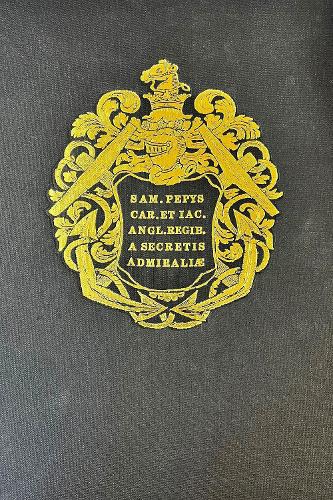 SAM. PEPYS
CAR. ET IAC.
ANGL. REGIB.
A SECRETIS
ADMIRALIÆ